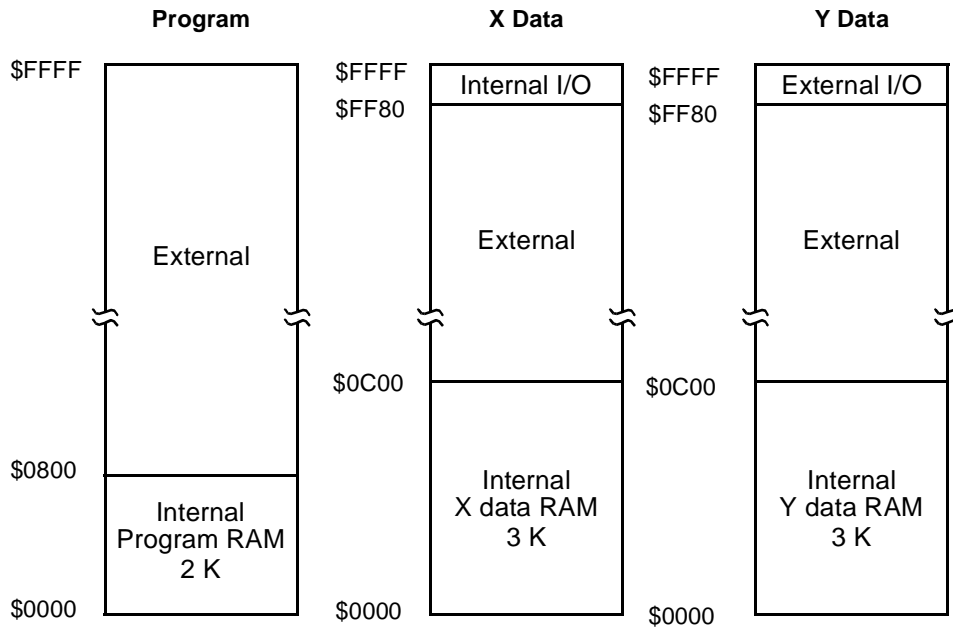 Program
X Data
Y Data
$FFFF
$FFFF
Internal I/O
$FFFF
External I/O
$FF80
$FF80
External
External
External
$0C00
$0C00
$0800
Internal
Program RAM
2 K
Internal
X data RAM
3 K
Internal
Y data RAM
3 K
$0000
$0000
$0000